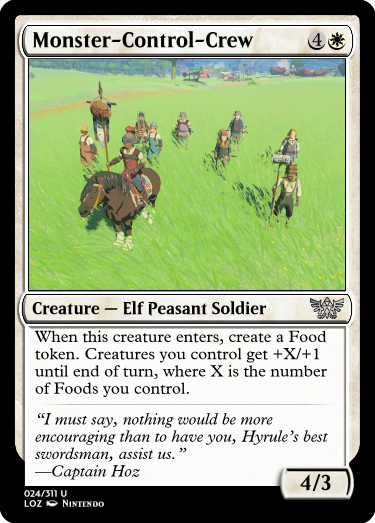 Monster-Control-Crew 4
Creature — Elf Peasant Soldier
When this creature enters, create a Food
token. Creatures you control get +X/+1
until end of turn, where X is the number
of Foods you control.
“I must say, nothing would be more
encouraging than to have you, Hyrule’s best
swordsman, assist us.”
—Captain Hoz
4/3
024/311 U
LOZ Nintendo